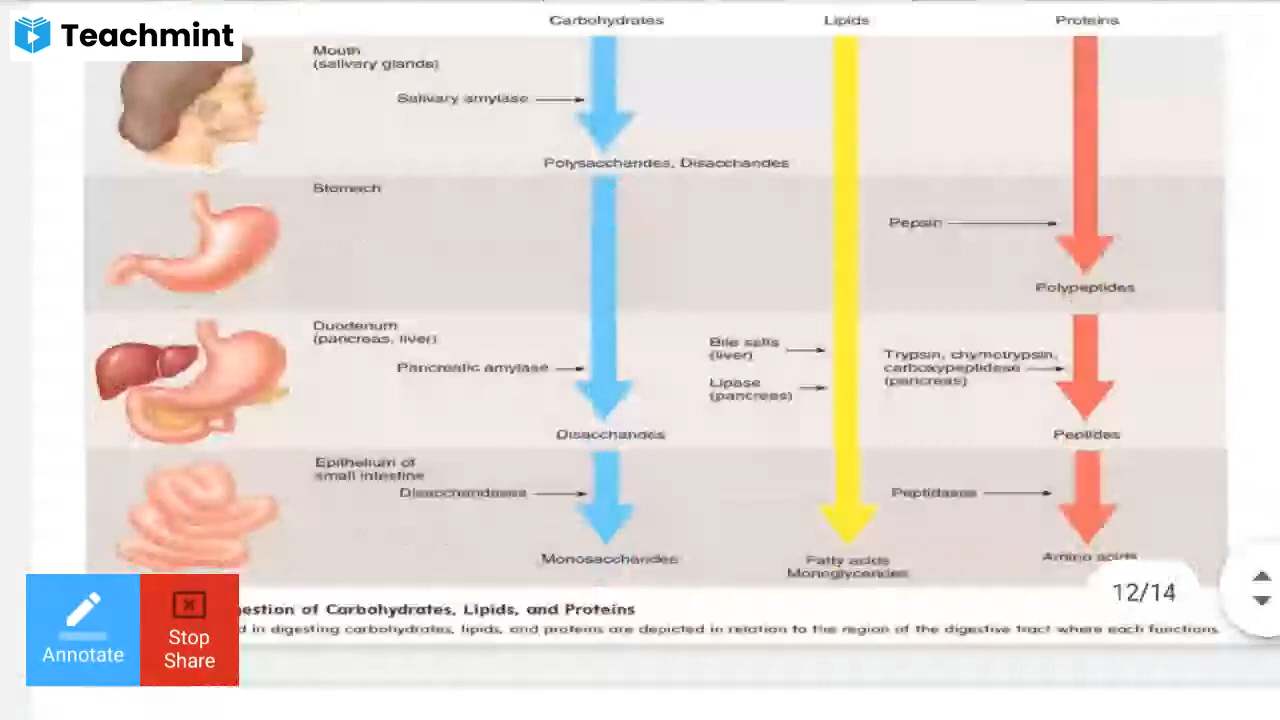 Teachmint
Carbohydrates
Lipids
Proteins
Mouth
(salivary glands)
Salivary amylase
Polysaccharides, Disaccharides
Stomach
Pepsin
Polypeptides
Duodenum
(pancreas, liver)
Pancreatic amylase
Bile salts
(liver)
Lipase
(pancreas)
Trypsin, chymotrypsin,
carboxypeptidase
(pancreas)
Disaccharides
Peptides
Epithelium of
small intestine
Disaccharidases
Peptidases
Monosaccharides
Fatty acids
Monoglycerides
Amino acids
12/14
estion of Carbohydrates, Lipids, and Proteins
d in digesting carbohydrates, lipids, and proteins are depicted in relation to the region of the digestive tract where each functions.
Annotate
Stop
Share